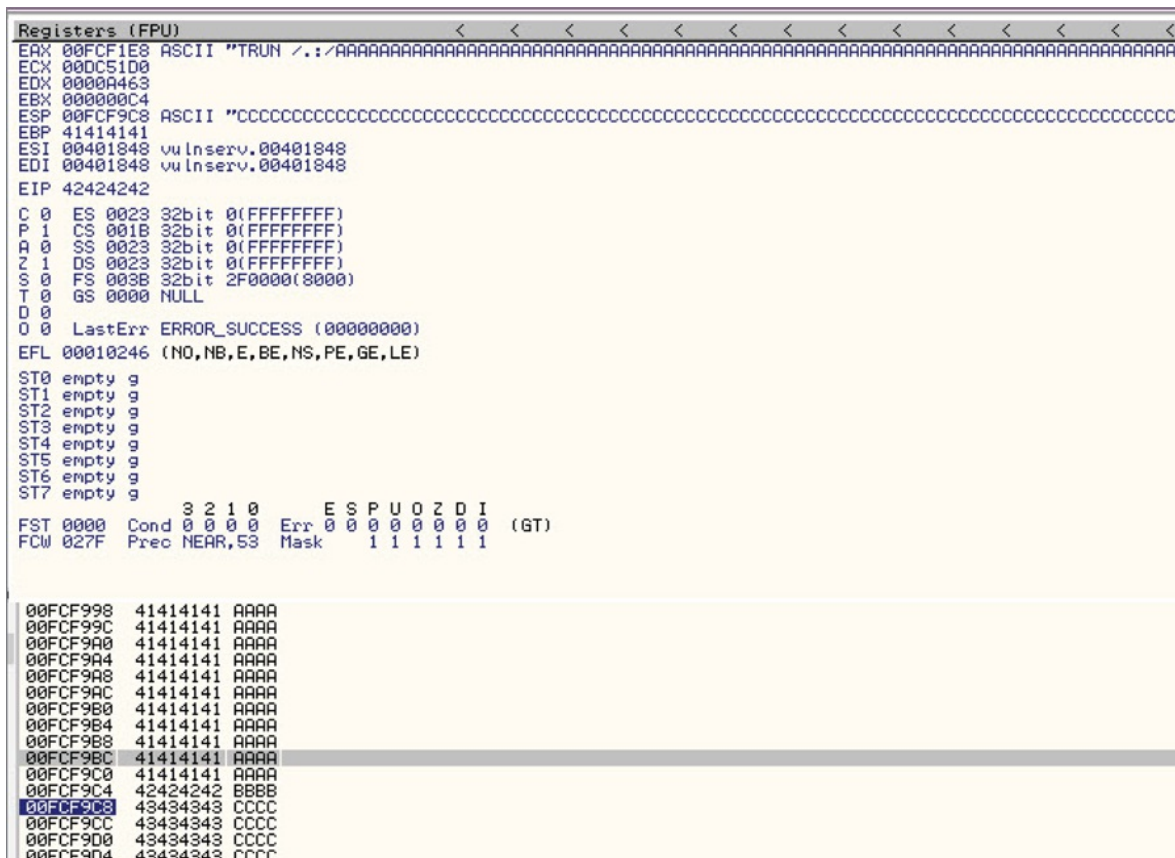 Registers (FPU) < < < < < < < < < < < < < <
EAX 00FCF1E8 ASCII "TRUN /.:/AAAAAAAAAAAAAAAAAAAAAAAAAAAAAAAAAAAAAAAAAAAAAAAAAAAAAAAAAAAAAAAAAAAAAAAAAAAAA
ECX 00DC51D0
EDX 0000A463
EBX 000000C4
ESP 00FCF9C8 ASCII "CCCCCCCCCCCCCCCCCCCCCCCCCCCCCCCCCCCCCCCCCCCCCCCCCCCCCCCCCCCCCCCCCCCCCCCCCCCCCCCCCCCCCC
EBP 41414141
ESI 00401848 vulnserv.00401848
EDI 00401848 vulnserv.00401848
EIP 42424242
C 0 ES 0023 32bit 0(FFFFFFFF)
P 1 CS 001B 32bit 0(FFFFFFFF)
A 0 SS 0023 32bit 0(FFFFFFFF)
Z 1 DS 0023 32bit 0(FFFFFFFF)
S 0 FS 003B 32bit 2F0000(8000)
T 0 GS 0000 NULL
D 0
O 0 LastErr ERROR_SUCCESS (00000000)
EFL 00010246 (NO,NB,E,BE,NS,PE,GE,LE)
ST0 empty g
ST1 empty g
ST2 empty g
ST3 empty g
ST4 empty g
ST5 empty g
ST6 empty g
ST7 empty g
3 2 1 0 E S P U O Z D I
FST 0000 Cond 0 0 0 0 Err 0 0 0 0 0 0 0 0 (GT)
FCW 027F Prec NEAR,53 Mask 1 1 1 1 1 1
00FCF998 41414141 AAAA
00FCF99C 41414141 AAAA
00FCF9A0 41414141 AAAA
00FCF9A4 41414141 AAAA
00FCF9A8 41414141 AAAA
00FCF9AC 41414141 AAAA
00FCF9B0 41414141 AAAA
00FCF9B4 41414141 AAAA
00FCF9B8 41414141 AAAA
00FCF9BC 41414141 AAAA
00FCF9C0 41414141 AAAA
00FCF9C4 42424242 BBBB
00FCF9C8 43434343 CCCC
00FCF9CC 43434343 CCCC
00FCF9D0 43434343 CCCC
00FCF9D4 43434343 CCCC